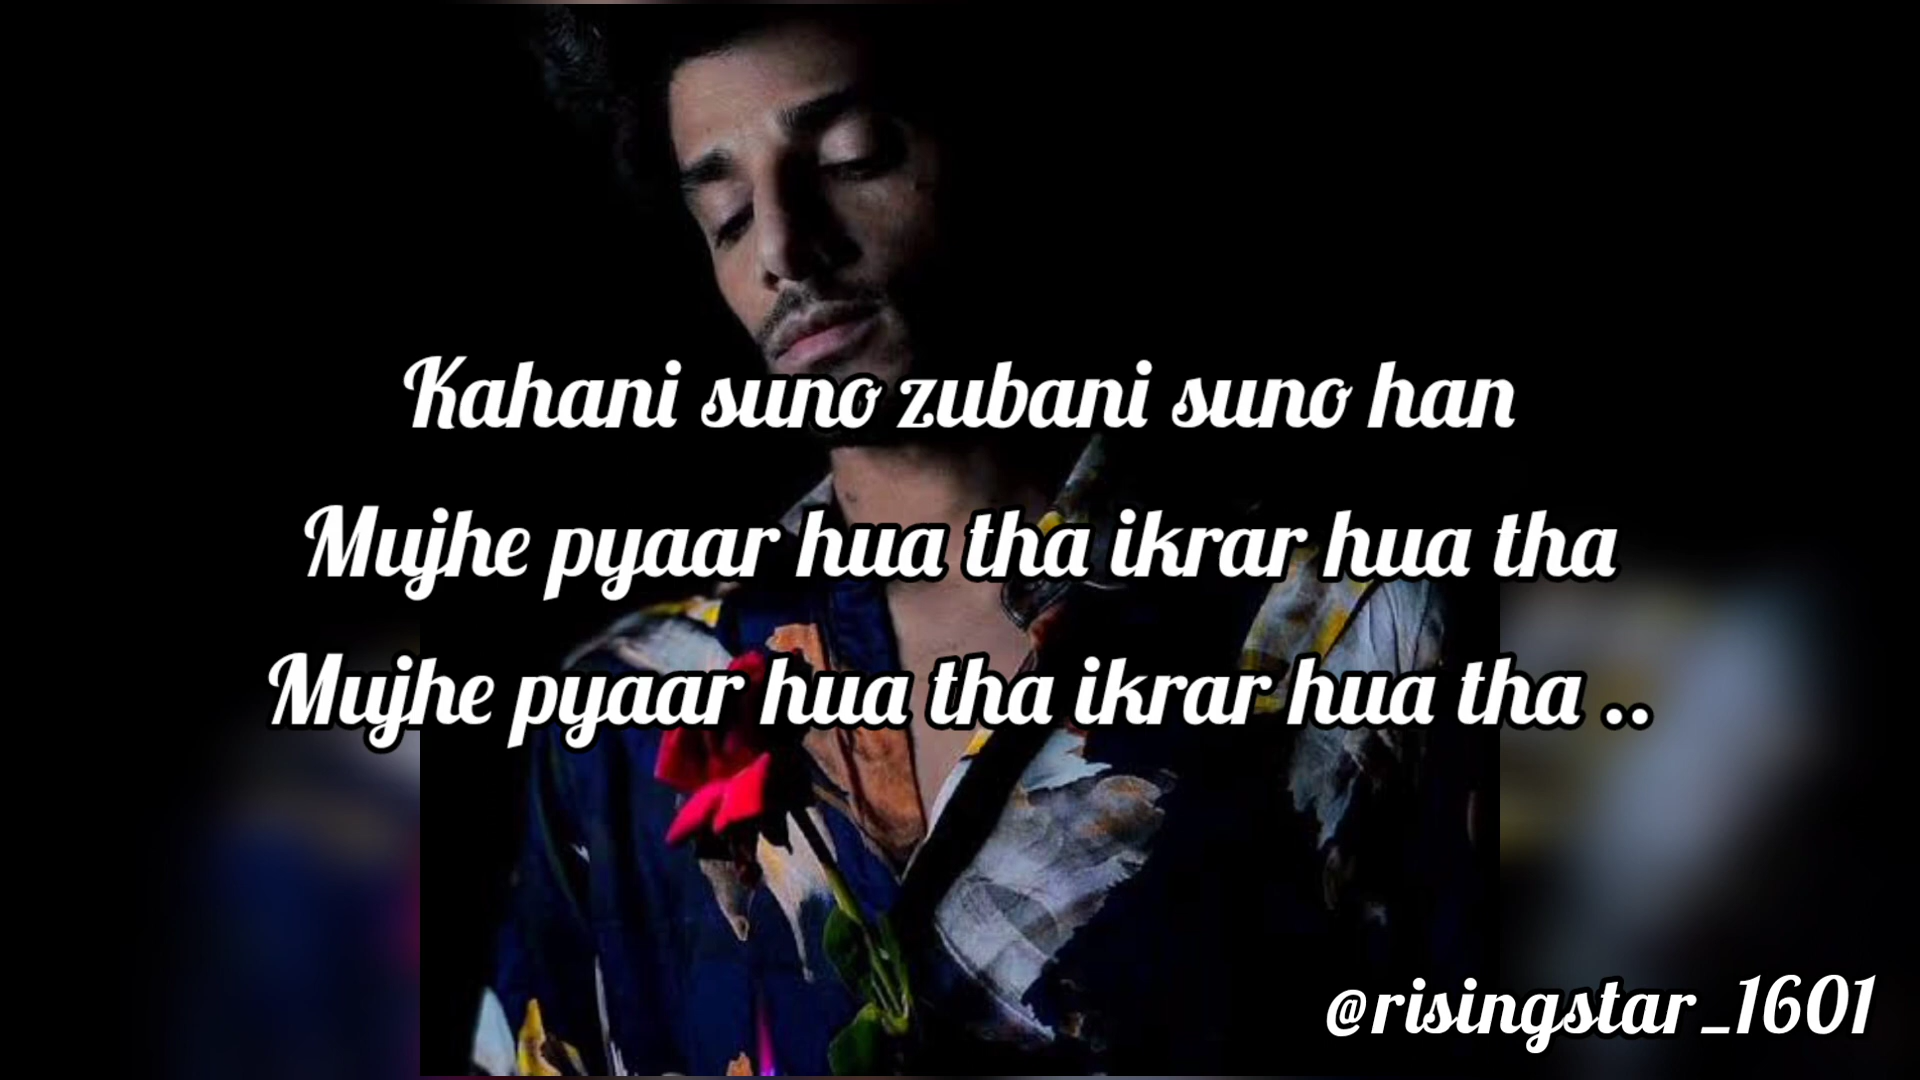 Kahani suno zubani suno han
Mujhe pyaar hua tha ikrar hua tha
Mujhe pyaar hua tha ikrar hua tha ..
@risingstar_1601